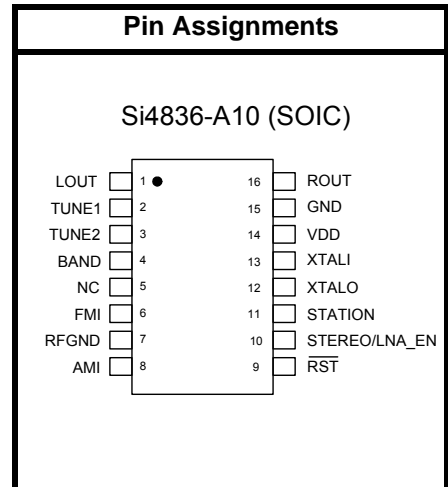 Pin Assignments
Si4836-A10 (SOIC)
LOUT 1 16 ROUT
TUNE1 2 15 GND
TUNE2 3 14 VDD
BAND 4 13 XTALI
NC 5 12 XTALO
FMI 6 11 STATION
RFGND 7 10 STEREO/LNA_EN
AMI 8 9 RST